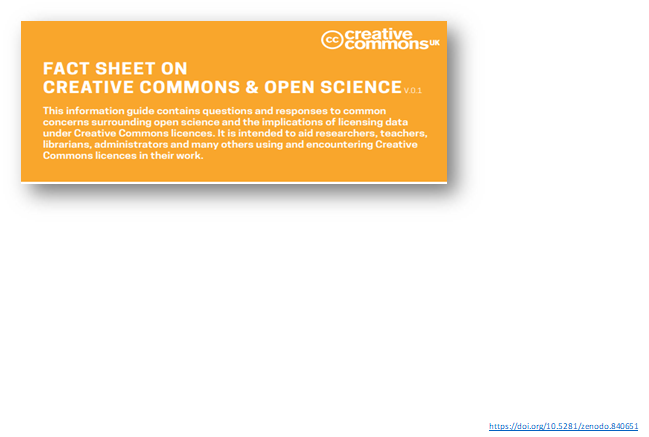 cc creative
commons UK
FACT SHEET ON
CREATIVE COMMONS & OPEN SCIENCE V.0.1
This information guide contains questions and responses to common
concerns surrounding open science and the implications of licensing data
under Creative Commons licences. It is intended to aid researchers, teachers,
librarians, administrators and many others using and encountering Creative
Commons licences in their work.
https://doi.org/10.5281/zenodo.840651